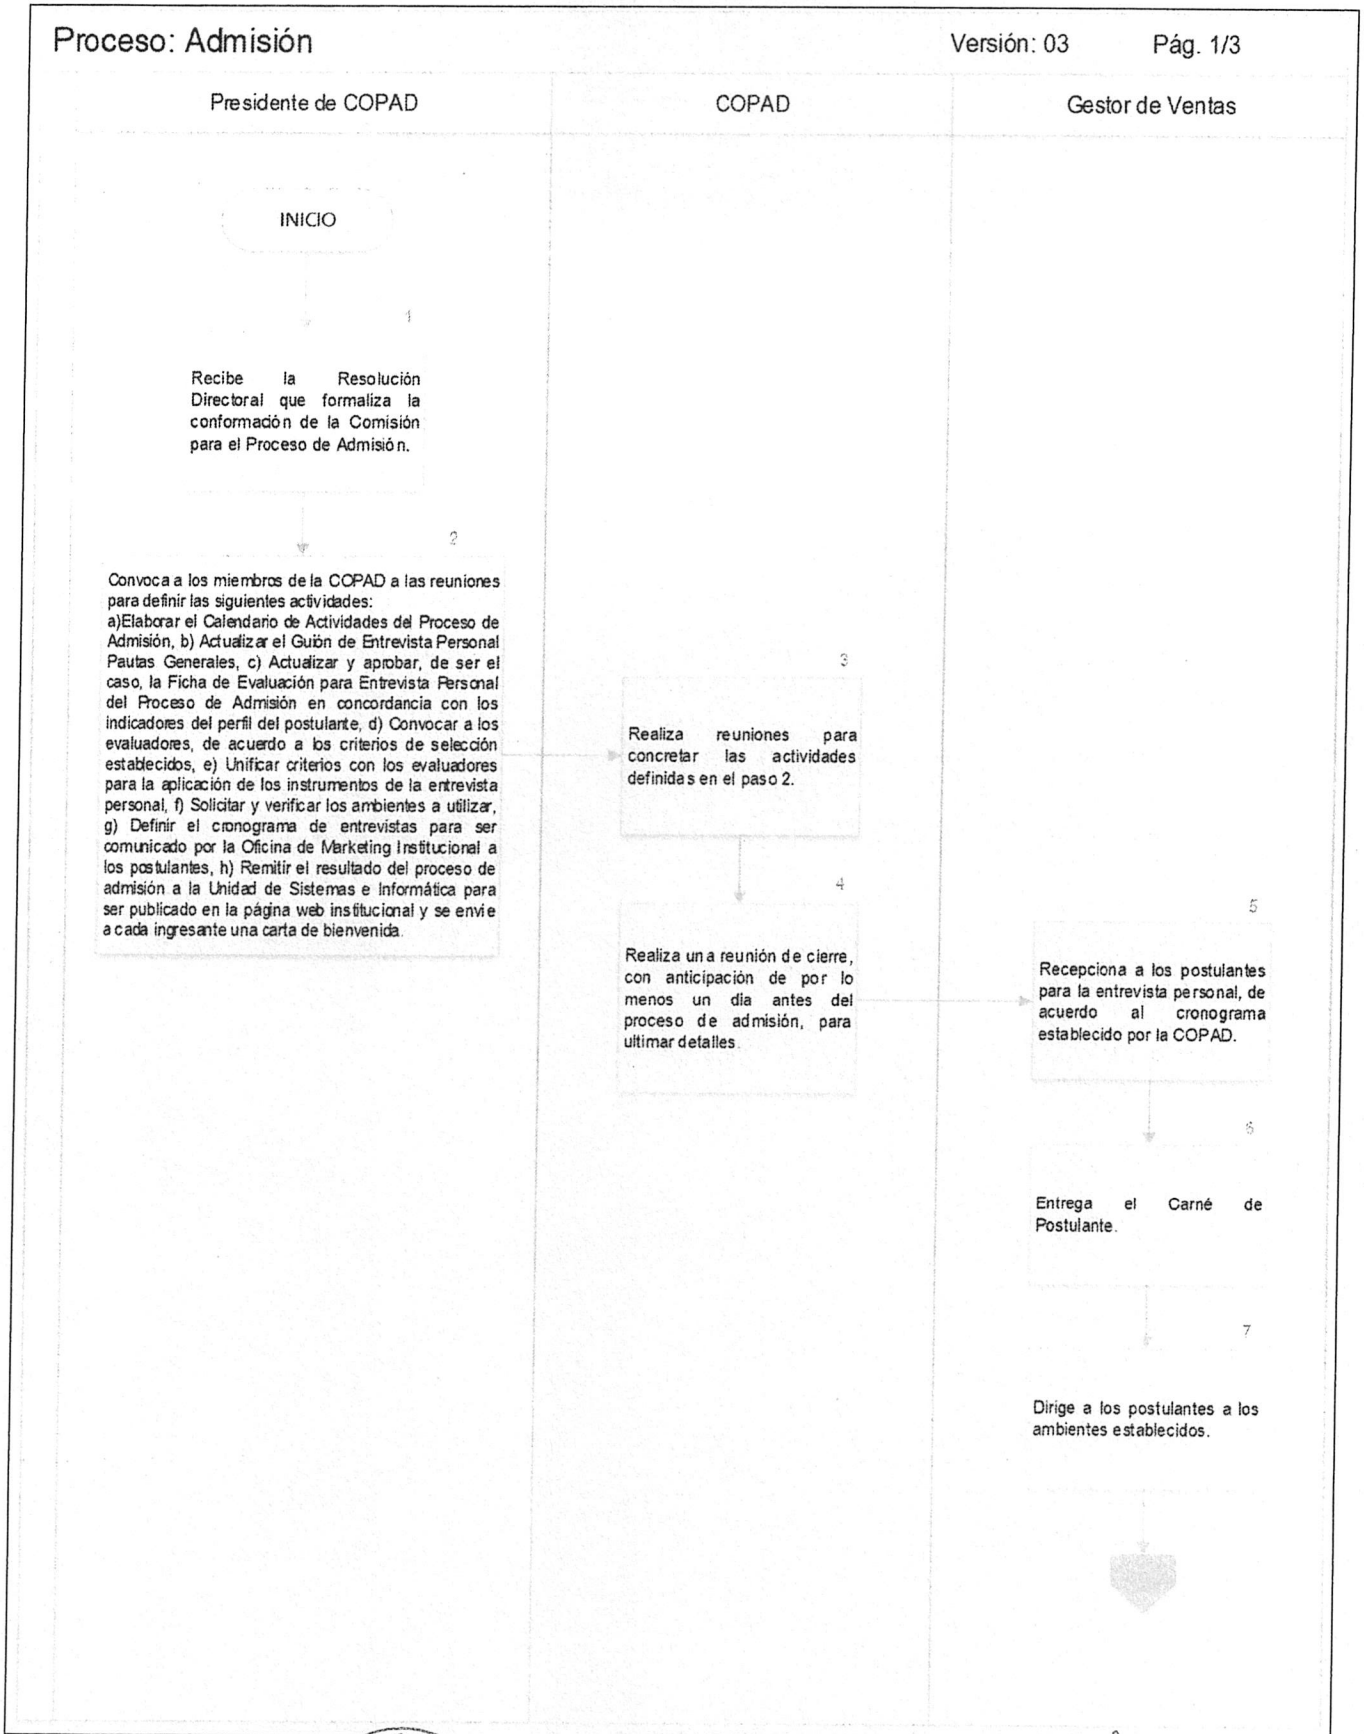 Proceso: Admisión
Versión: 03
Pág. 1/3
Presidente de COPAD
COPAD
Gestor de Ventas
INICIO
1
Recibe la Resolución
Directoral que formaliza la
conformación de la Comisión
para el Proceso de Admisión.
2
Convoca a los miembros de la COPAD a las reuniones
para definir las siguientes actividades:
a)Elaborar el Calendario de Actividades del Proceso de
Admisión, b) Actualizar el Guión de Entrevista Personal
Pautas Generales, c) Actualizar y aprobar, de ser el
caso, la Ficha de Evaluación para Entrevista Personal
del Proceso de Admisión en concordancia con los
indicadores del perfil del postulante, d) Convocar a los
evaluadores, de acuerdo a los criterios de selección
establecidos, e) Unificar criterios con los evaluadores
para la aplicación de los instrumentos de la entrevista
personal, f) Solicitar y verificar los ambientes a utilizar,
g) Definir el cronograma de entrevistas para ser
comunicado por la Oficina de Marketing Institucional a
los postulantes, h) Remitir el resultado del proceso de
admisión a la Unidad de Sistemas e Informática para
ser publicado en la página web institucional y se envie
a cada ingresante una carta de bienvenida.
3
Realiza reuniones para
concretar las actividades
definidas en el paso 2.
4
Realiza una reunión de cierre,
con anticipación de por lo
menos un día antes del
proceso de admisión, para
ultimar detalles.
5
Recepciona a los postulantes
para la entrevista personal, de
acuerdo al cronograma
establecido por la COPAD.
6
Entrega el Carné de
Postulante.
7
Dirige a los postulantes a los
ambientes establecidos.